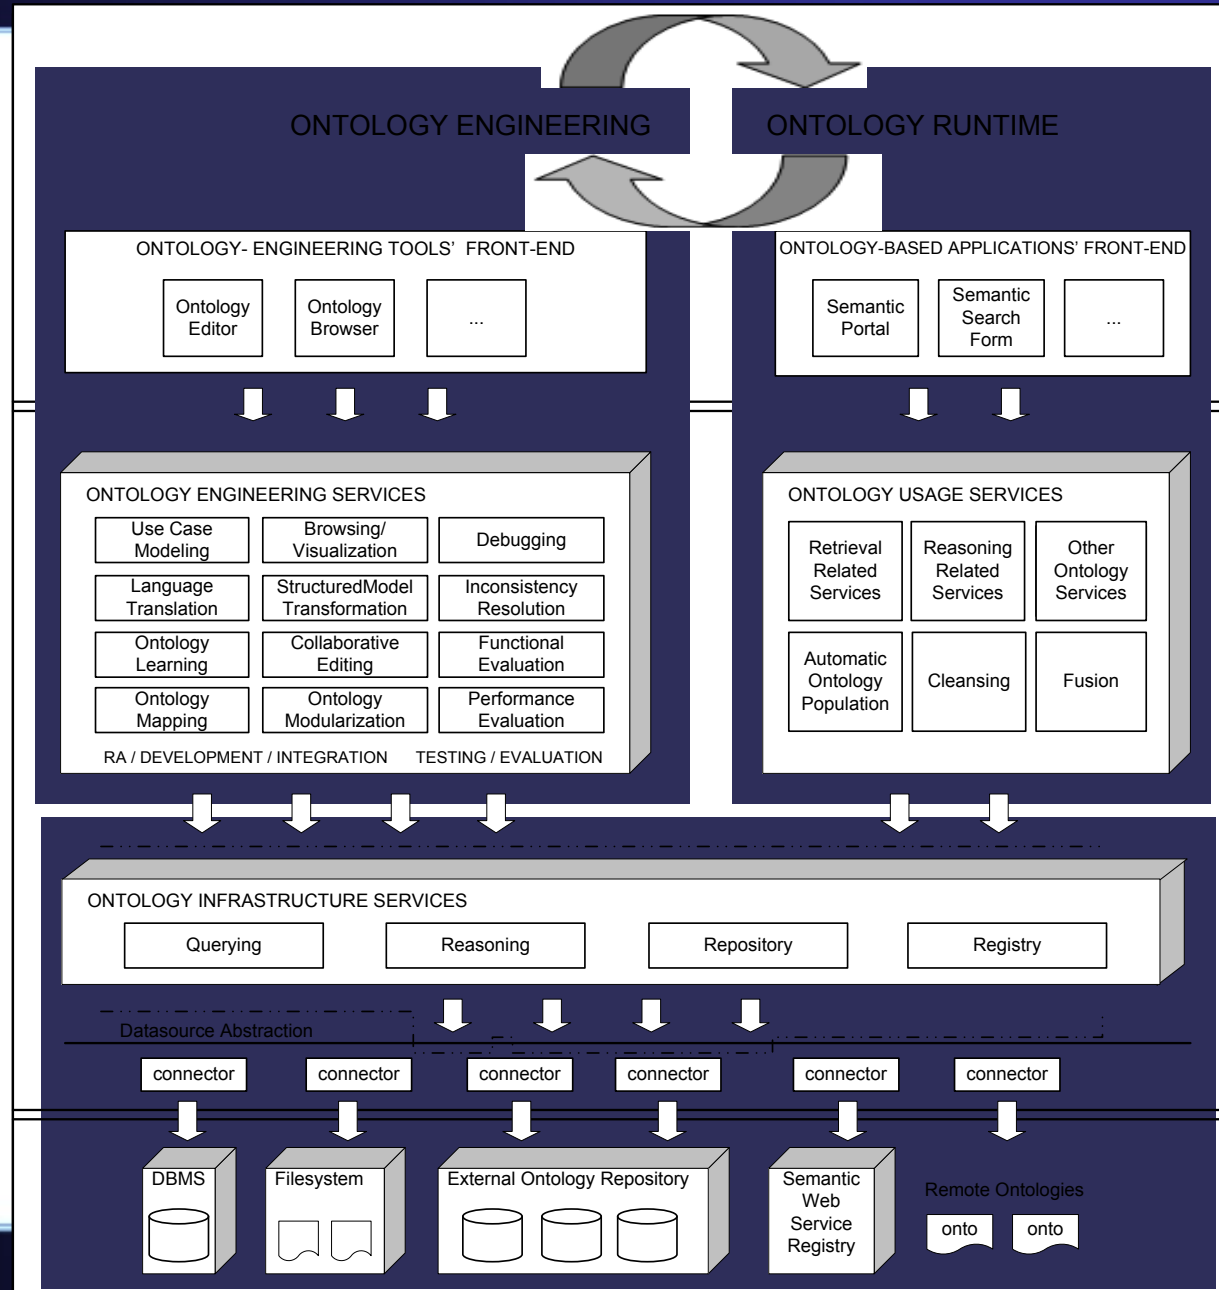 ONTOLOGY ENGINEERING
ONTOLOGY RUNTIME
ONTOLOGY- ENGINEERING TOOLS' FRONT-END
Ontology
Editor
Ontology
Browser
...
ONTOLOGY-BASED APPLICATIONS' FRONT-END
Semantic
Portal
Semantic
Search
Form
...
ONTOLOGY ENGINEERING SERVICES
Use Case
Modeling
Browsing/
Visualization
Debugging
Language
Translation
StructuredModel
Transformation
Inconsistency
Resolution
Ontology
Learning
Collaborative
Editing
Functional
Evaluation
Ontology
Mapping
Ontology
Modularization
Performance
Evaluation
RA / DEVELOPMENT / INTEGRATION
TESTING / EVALUATION
ONTOLOGY USAGE SERVICES
Retrieval
Related
Services
Reasoning
Related
Services
Other
Ontology
Services
Automatic
Ontology
Population
Cleansing
Fusion
ONTOLOGY INFRASTRUCTURE SERVICES
Querying
Reasoning
Repository
Registry
Datasource Abstraction
connector
connector
connector
connector
connector
connector
DBMS
Filesystem
External Ontology Repository
Semantic
Web
Service
Registry
Remote Ontologies
onto
onto